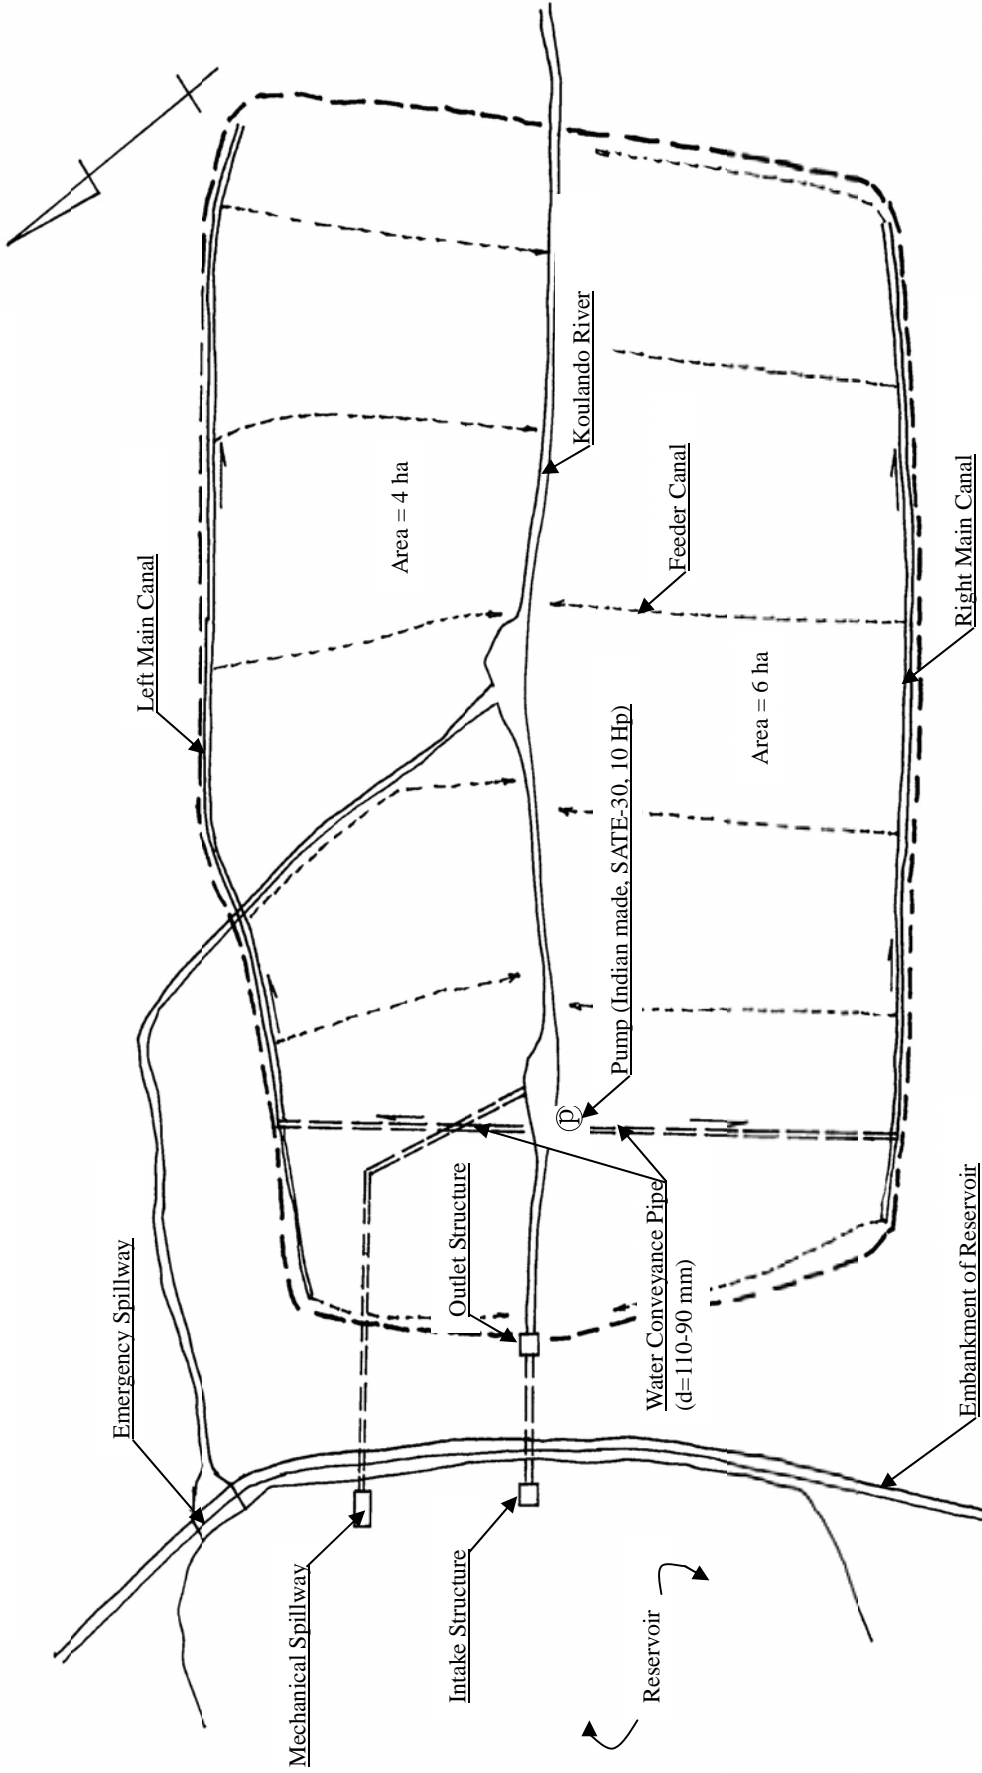 Left Main Canal
Koulando River
Area = 4 ha
Feeder Canal
Right Main Canal
Area = 6 ha
Pump (Indian made, SATE-30, 10 Hp)
p
Emergency Spillway
Outlet Structure
Water Conveyance Pipe
(d=110-90 mm)
Embankment of Reservoir
Mechanical Spillway
Intake Structure
Reservoir